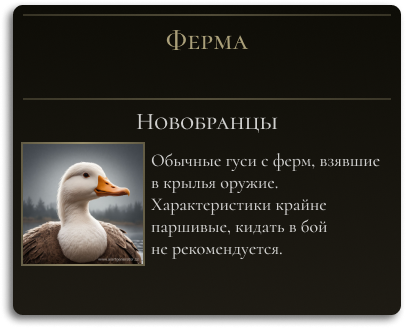 Ферма
Новобранцы
Обычные гуси с ферм, взявшие
в крылья оружие.
Характеристики крайне
паршивые, кидать в бой
не рекомендуется.